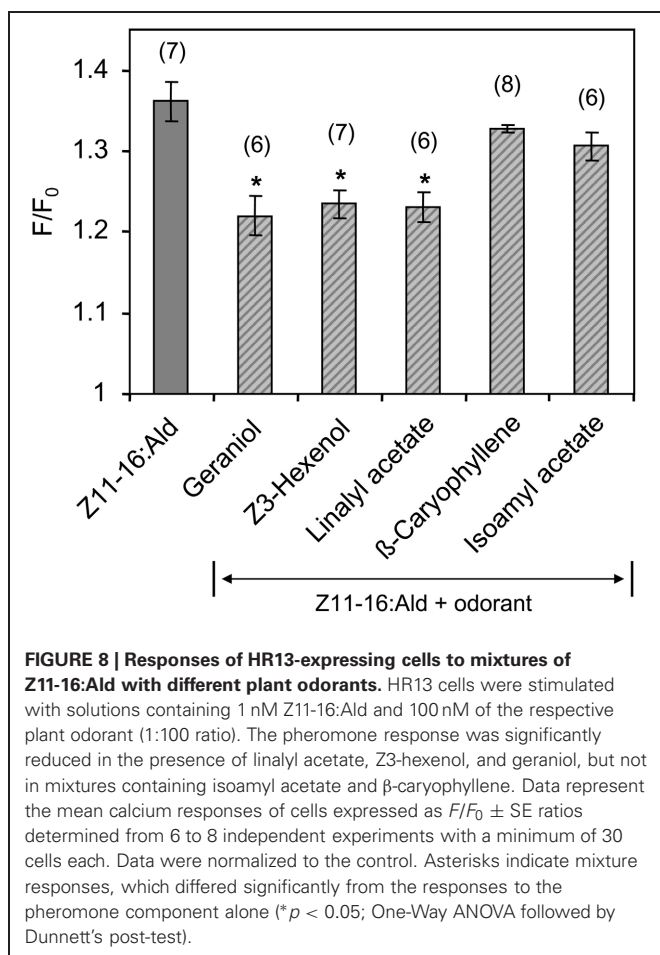 1.4
1.3
1.2
1.1
1
F/F0
(7)
(6)
(7)
(6)
(8)
(6)
*
*
*
Z11-16:Ald
Geraniol
Z3-Hexenol
Linalyl acetate
ß-Caryophyllene
Isoamyl acetate
Z11-16:Ald + odorant
FIGURE 8 | Responses of HR13-expressing cells to mixtures of
Z11-16:Ald with different plant odorants. HR13 cells were stimulated
with solutions containing 1 nM Z11-16:Ald and 100 nM of the respective
plant odorant (1:100 ratio). The pheromone response was significantly
reduced in the presence of linalyl acetate, Z3-hexenol, and geraniol, but not
in mixtures containing isoamyl acetate and β-caryophyllene. Data represent
the mean calcium responses of cells expressed as F/F0 ± SE ratios
determined from 6 to 8 independent experiments with a minimum of 30
cells each. Data were normalized to the control. Asterisks indicate mixture
responses, which differed significantly from the responses to the
pheromone component alone (*p < 0.05; One-Way ANOVA followed by
Dunnett's post-test).